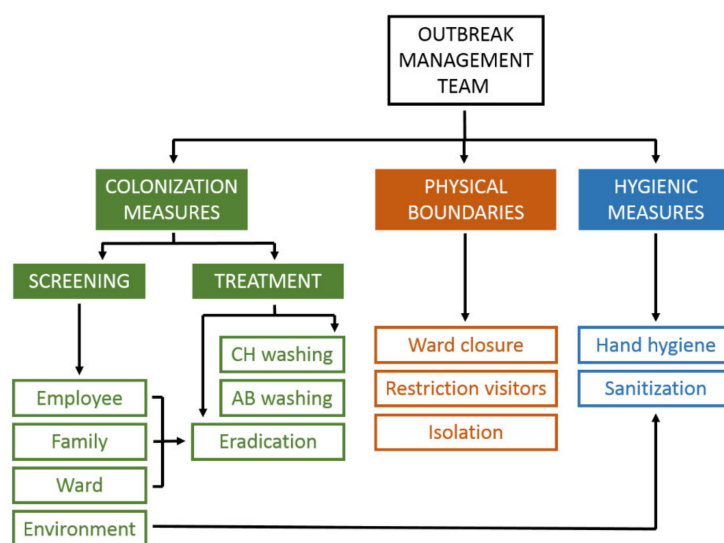 OUTBREAK
MANAGEMENT
TEAM
COLONIZATION
MEASURES
PHYSICAL
BOUNDARIES
HYGIENIC
MEASURES
SCREENING
TREATMENT
CH washing
AB washing
Eradication
Employee
Family
Ward
Environment
Ward closure
Restriction visitors
Isolation
Hand hygiene
Sanitization